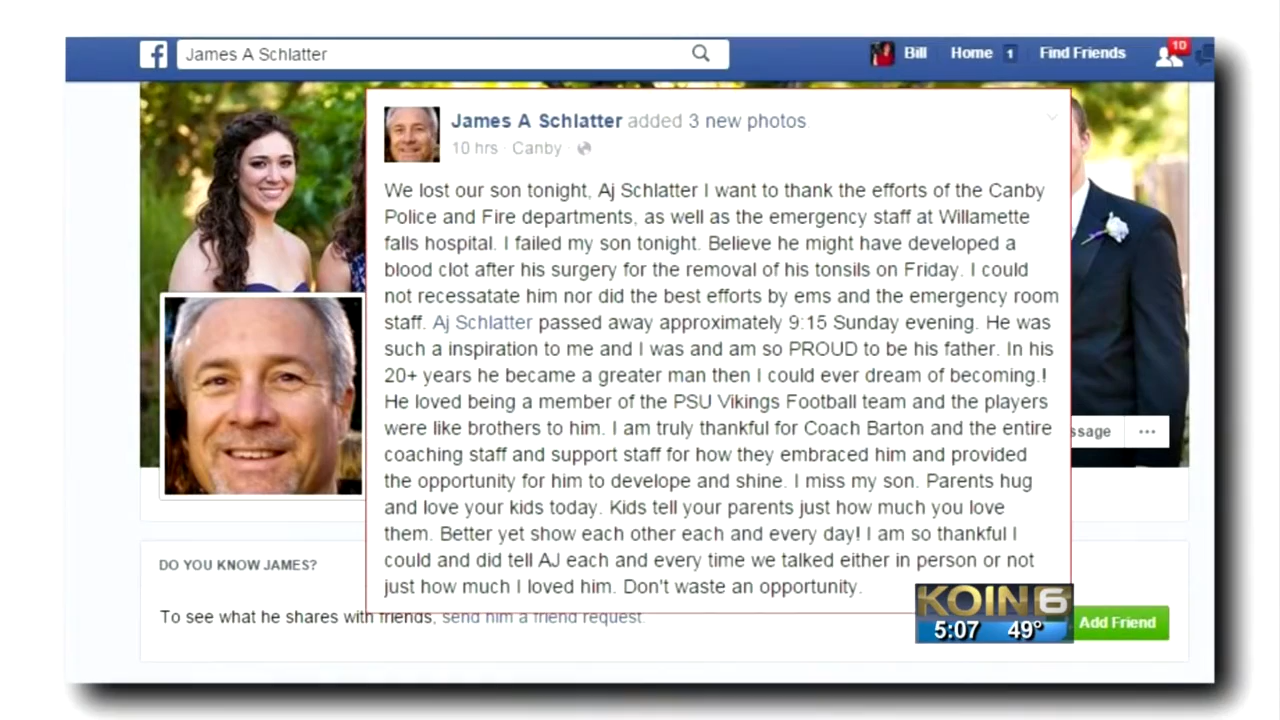 James A Schlatter
Bill Home 1 Find Friends 10
James A Schlatter added 3 new photos
10 hrs · Canby ·
We lost our son tonight, Aj Schlatter I want to thank the efforts of the Canby
Police and Fire departments, as well as the emergency staff at Willamette
falls hospital. I failed my son tonight. Believe he might have developed a
blood clot after his surgery for the removal of his tonsils on Friday. I could
not recessatate him nor did the best efforts by ems and the emergency room
staff. Aj Schlatter passed away approximately 9:15 Sunday evening. He was
such a inspiration to me and I was and am so PROUD to be his father. In his
20+ years he became a greater man then I could ever dream of becoming.!
He loved being a member of the PSU Vikings Football team and the players
were like brothers to him. I am truly thankful for Coach Barton and the entire
coaching staff and support staff for how they embraced him and provided
the opportunity for him to develope and shine. I miss my son. Parents hug
and love your kids today. Kids tell your parents just how much you love
them. Better yet show each other each and every day! I am so thankful I
could and did tell AJ each and every time we talked either in person or not
just how much I loved him. Don't waste an opportunity.
ssage ...
DO YOU KNOW JAMES?
To see what he shares with friends, send him a friend request.
Add Friend
KOIN 6
5:07 49°